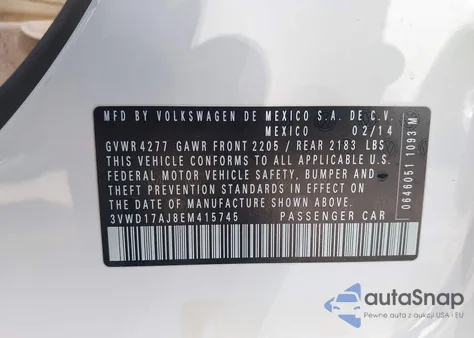 MFD BY VOLKSWAGEN DE MEXICO S.A. DE C.V.
MEXICO 02/14
GVWR 4277 GAWR FRONT 2205 / REAR 2183 LBS
THIS VEHICLE CONFORMS TO ALL APPLICABLE U.S.
FEDERAL MOTOR VEHICLE SAFETY, BUMPER, AND
THEFT PREVENTION STANDARDS IN EFFECT ON THE
DATE OF MANUFACTURE SHOWN ABOVE.
3VWD17AJ8EM415745 PASSENGER CAR
0646051 1093 M
autoSnap
Pewne auta z aukcji USA i EU